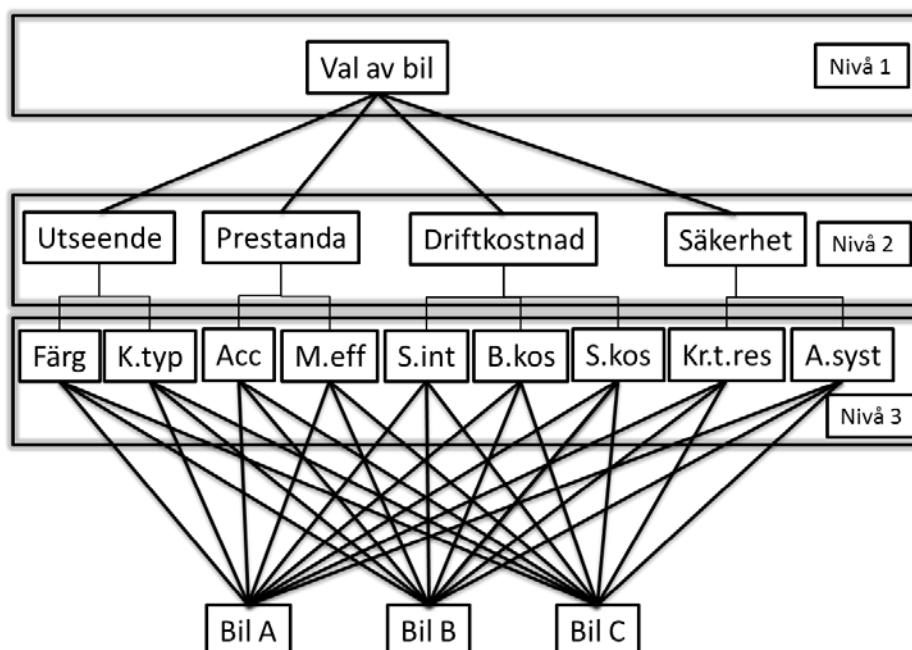 Val av bil
Nivå 1
Utseende
Prestanda
Driftkostnad
Säkerhet
Nivå 2
Färg
K.typ
Acc
M.eff
S.int
B.kos
S.kos
Kr.t.res
A.syst
Nivå 3
Bil A
Bil B
Bil C